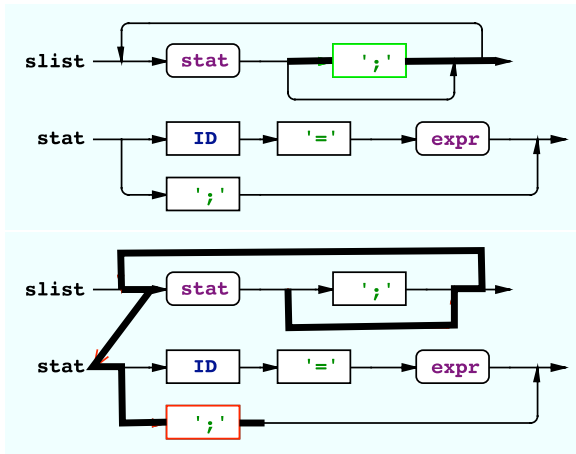 slist stat ';'
stat ID '=' expr
';'
slist stat ';'
stat ID '=' expr
';'